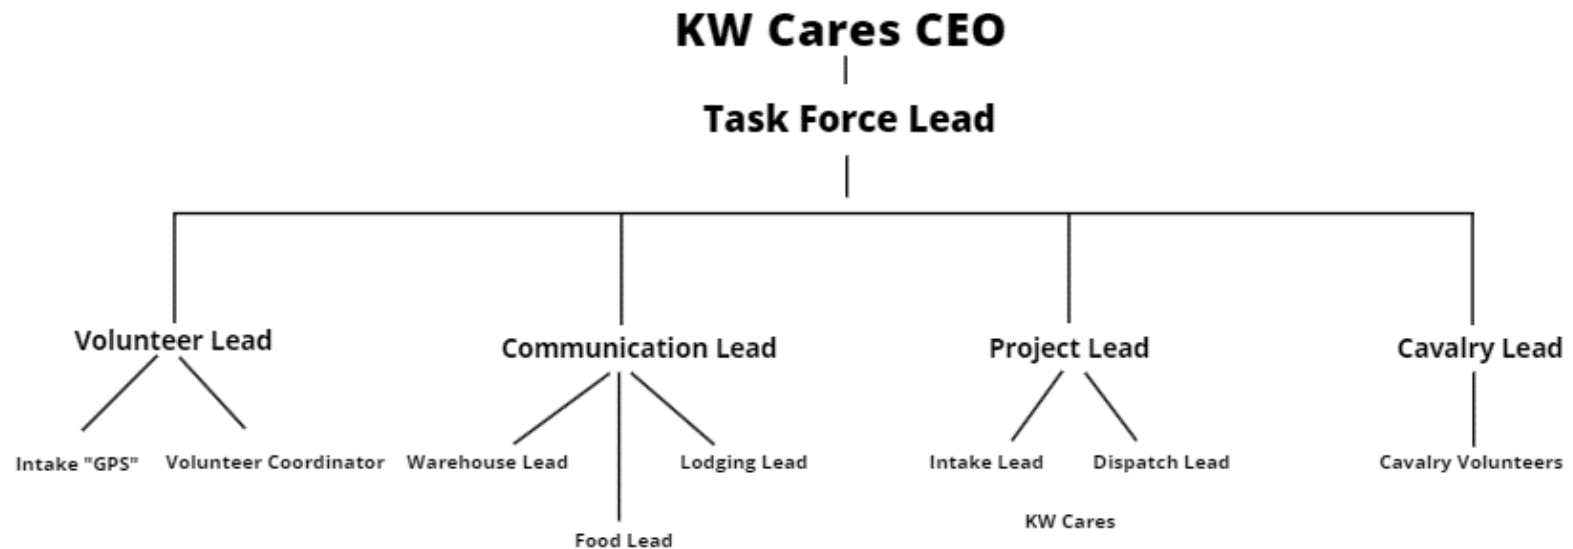 KW Cares CEO
Task Force Lead
Volunteer Lead
Communication Lead
Project Lead
Cavalry Lead
Intake "GPS"
Volunteer Coordinator
Warehouse Lead
Lodging Lead
Intake Lead
Dispatch Lead
Cavalry Volunteers
KW Cares
Food Lead